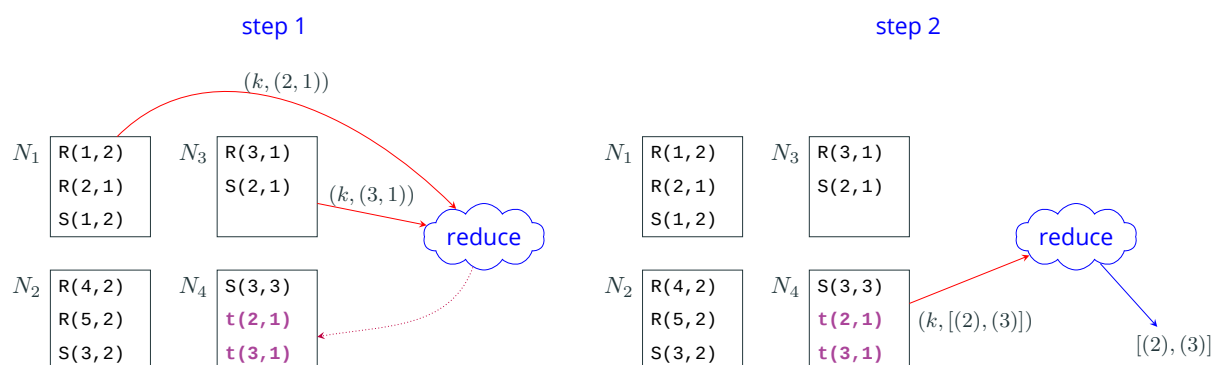 step 1
(k, (2, 1))
N1
R(1,2)
R(2,1)
S(1,2)
N3
R(3,1)
S(2,1)
(k, (3, 1))
reduce
N2
R(4,2)
R(5,2)
S(3,2)
N4
S(3,3)
t(2,1)
t(3,1)
step 2
N1
R(1,2)
R(2,1)
S(1,2)
N3
R(3,1)
S(2,1)
reduce
N2
R(4,2)
R(5,2)
S(3,2)
N4
S(3,3)
t(2,1)
t(3,1)
(k, [(2), (3)])
[(2), (3)]